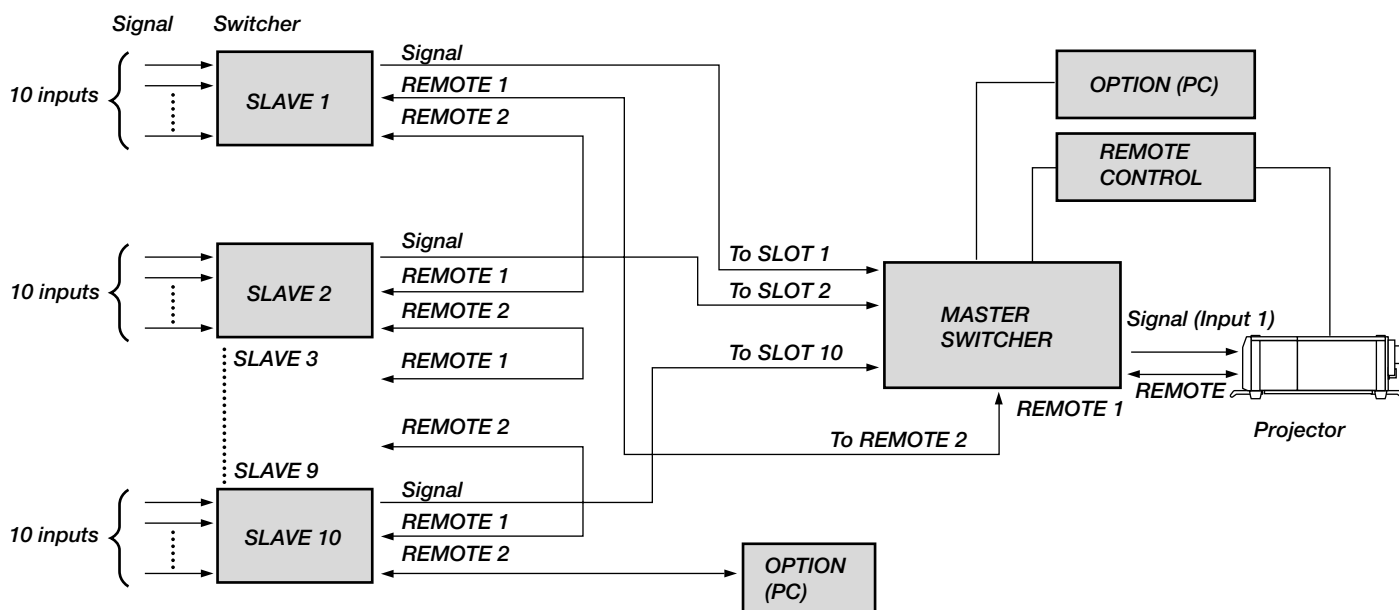 Signal Switcher
10 inputs
SLAVE 1
Signal
REMOTE 1
REMOTE 2
10 inputs
SLAVE 2
Signal
REMOTE 1
REMOTE 2
SLAVE 3
REMOTE 1
REMOTE 2
SLAVE 9
10 inputs
SLAVE 10
Signal
REMOTE 1
REMOTE 2
OPTION
(PC)
To SLOT 1
To SLOT 2
To SLOT 10
To REMOTE 2
MASTER
SWITCHER
REMOTE 1
OPTION (PC)
REMOTE
CONTROL
Signal (Input 1)
REMOTE
Projector